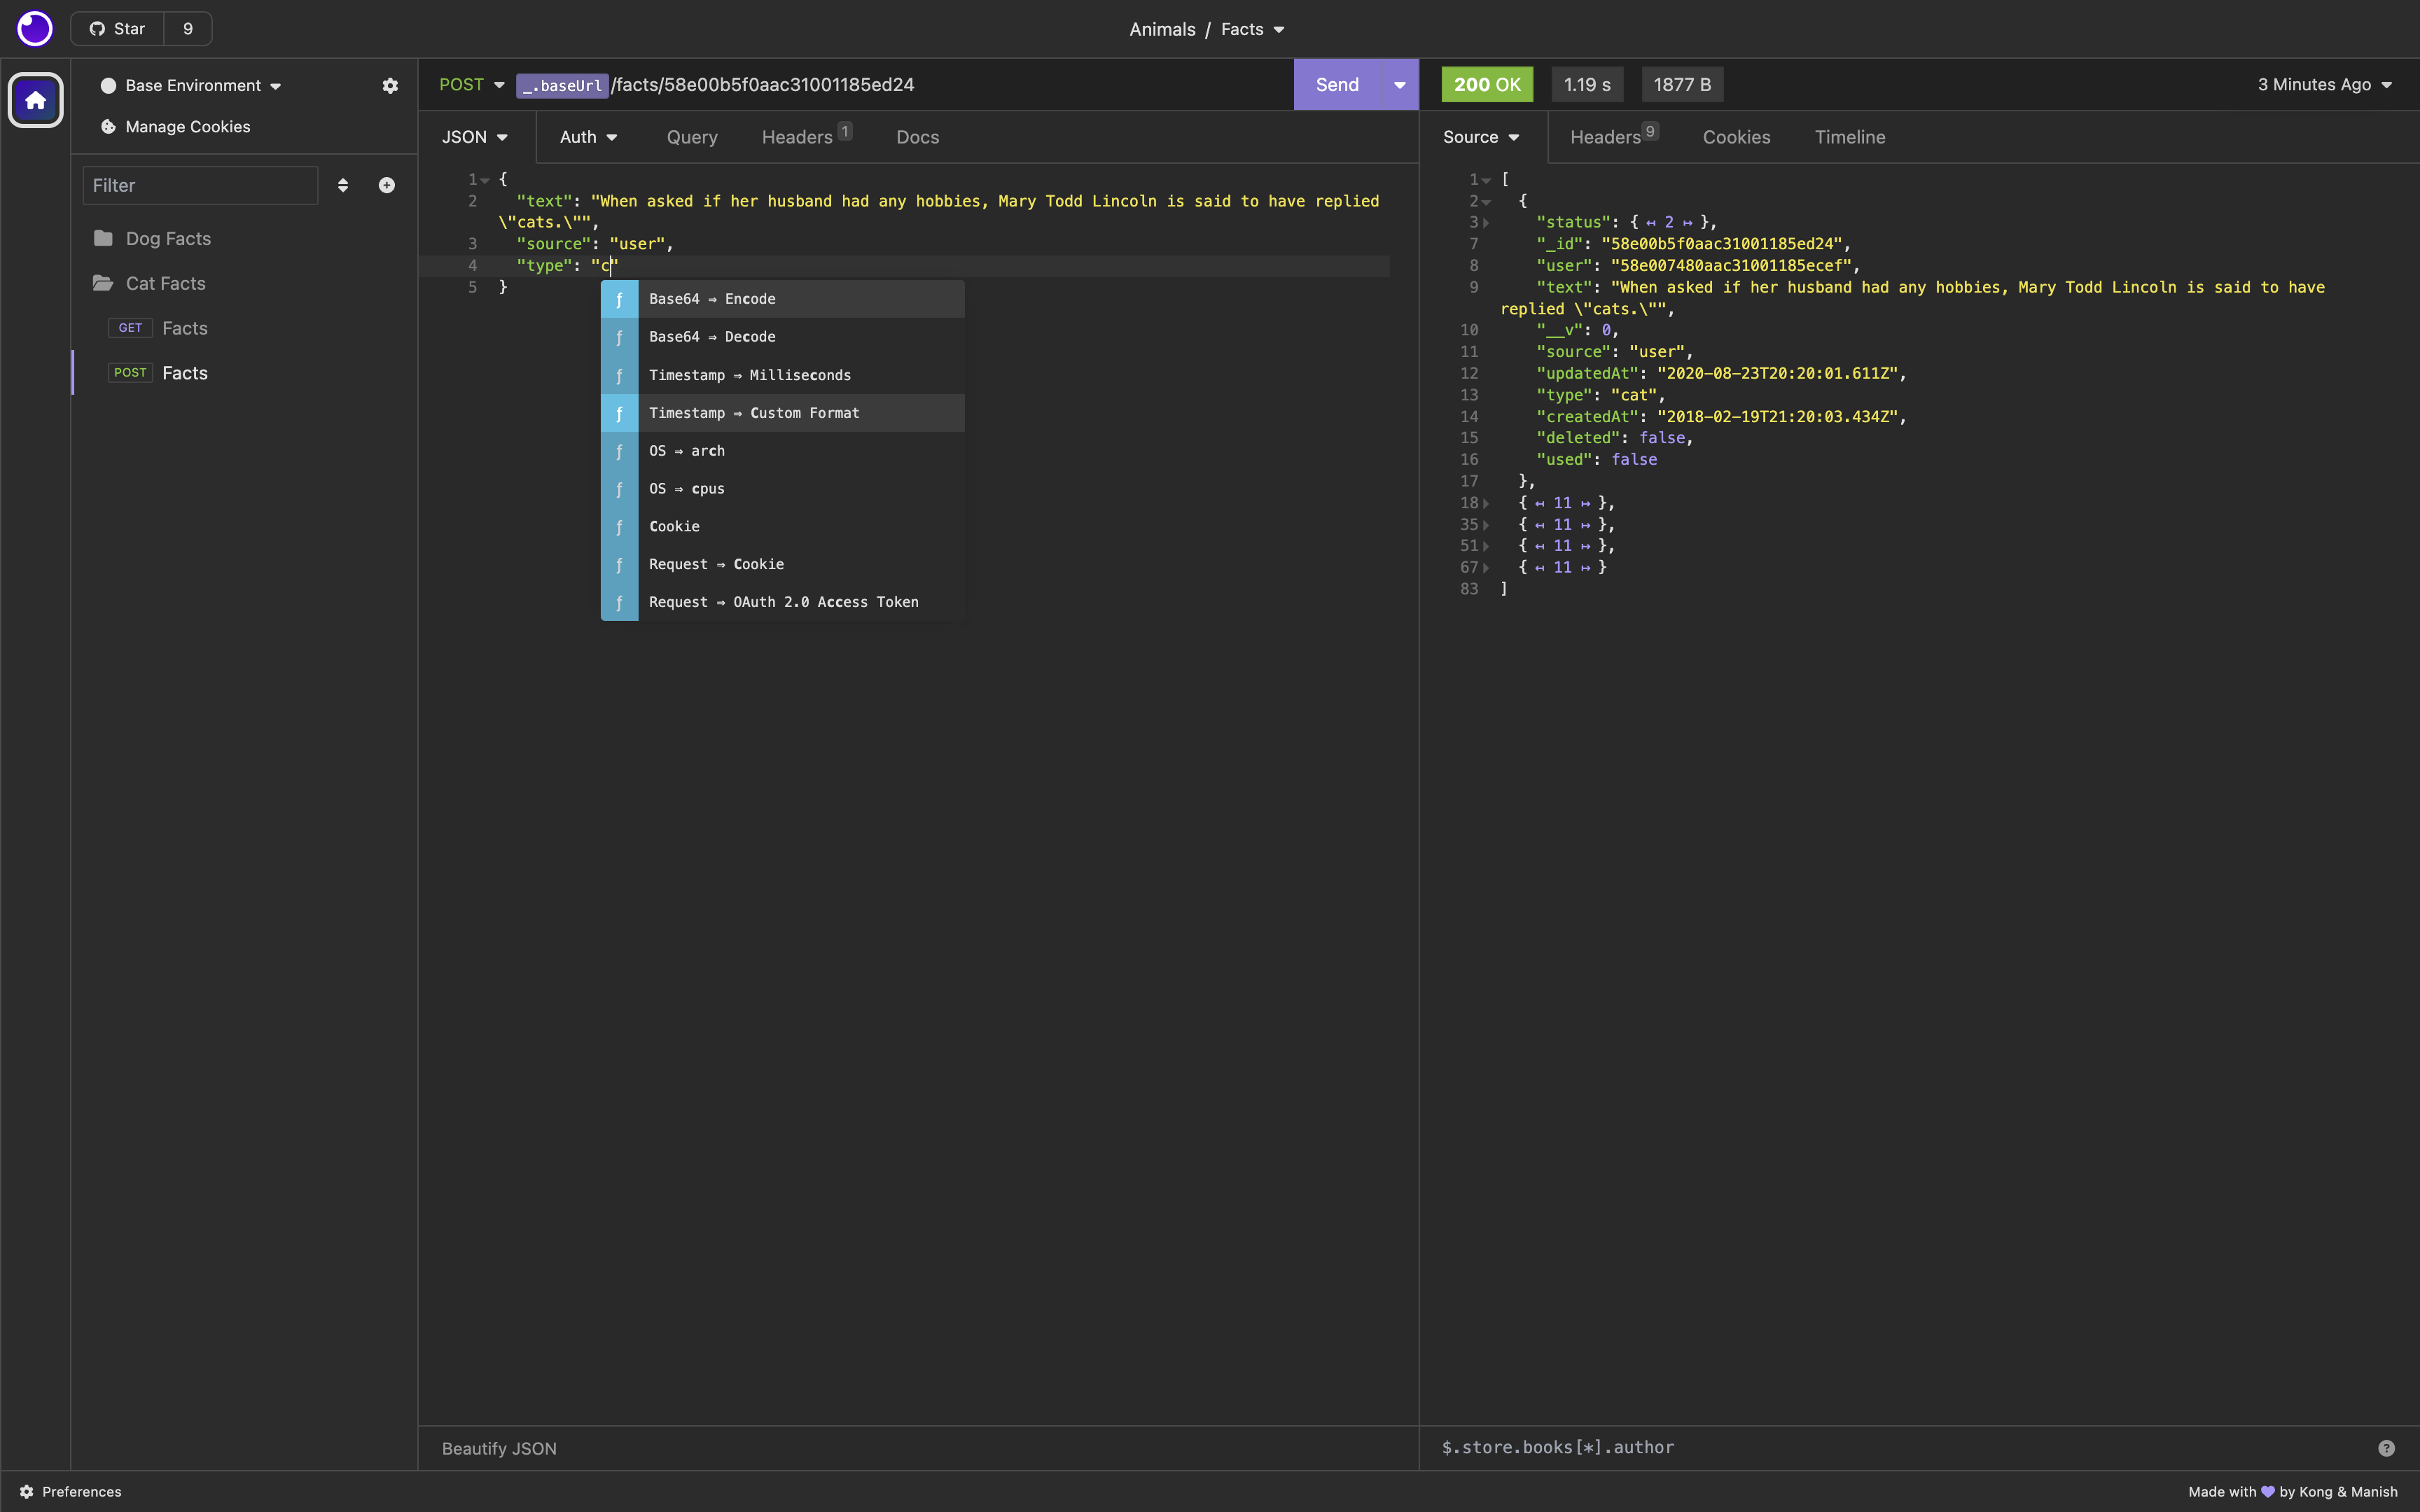 Star 9
Animals / Facts
Base Environment
Manage Cookies
Filter
Dog Facts
Cat Facts
GET Facts
POST Facts
POST _.baseUrl /facts/58e00b5f0aac31001185ed24 Send
JSON Auth Query Headers 1 Docs
1 {
2 "text": "When asked if her husband had any hobbies, Mary Todd Lincoln is said to have replied
\"cats.\"",
3 "source": "user",
4 "type": "c"
5 }
ƒ Base64 ⇒ Encode
ƒ Base64 ⇒ Decode
ƒ Timestamp ⇒ Milliseconds
ƒ Timestamp ⇒ Custom Format
ƒ OS ⇒ arch
ƒ OS ⇒ cpus
ƒ Cookie
ƒ Request ⇒ Cookie
ƒ Request ⇒ OAuth 2.0 Access Token
Beautify JSON
200 OK 1.19 s 1877 B 3 Minutes Ago
Source Headers 9 Cookies Timeline
1 [
2 {
3 "status": { ↤ 2 ↦ },
7 "_id": "58e00b5f0aac31001185ed24",
8 "user": "58e007480aac31001185ecef",
9 "text": "When asked if her husband had any hobbies, Mary Todd Lincoln is said to have
replied \"cats.\"",
10 "__v": 0,
11 "source": "user",
12 "updatedAt": "2020-08-23T20:20:01.611Z",
13 "type": "cat",
14 "createdAt": "2018-02-19T21:20:03.434Z",
15 "deleted": false,
16 "used": false
17 },
18 { ↤ 11 ↦ },
35 { ↤ 11 ↦ },
51 { ↤ 11 ↦ },
67 { ↤ 11 ↦ }
83 ]
$.store.books[*].author ?
Preferences
Made with 💜 by Kong & Manish